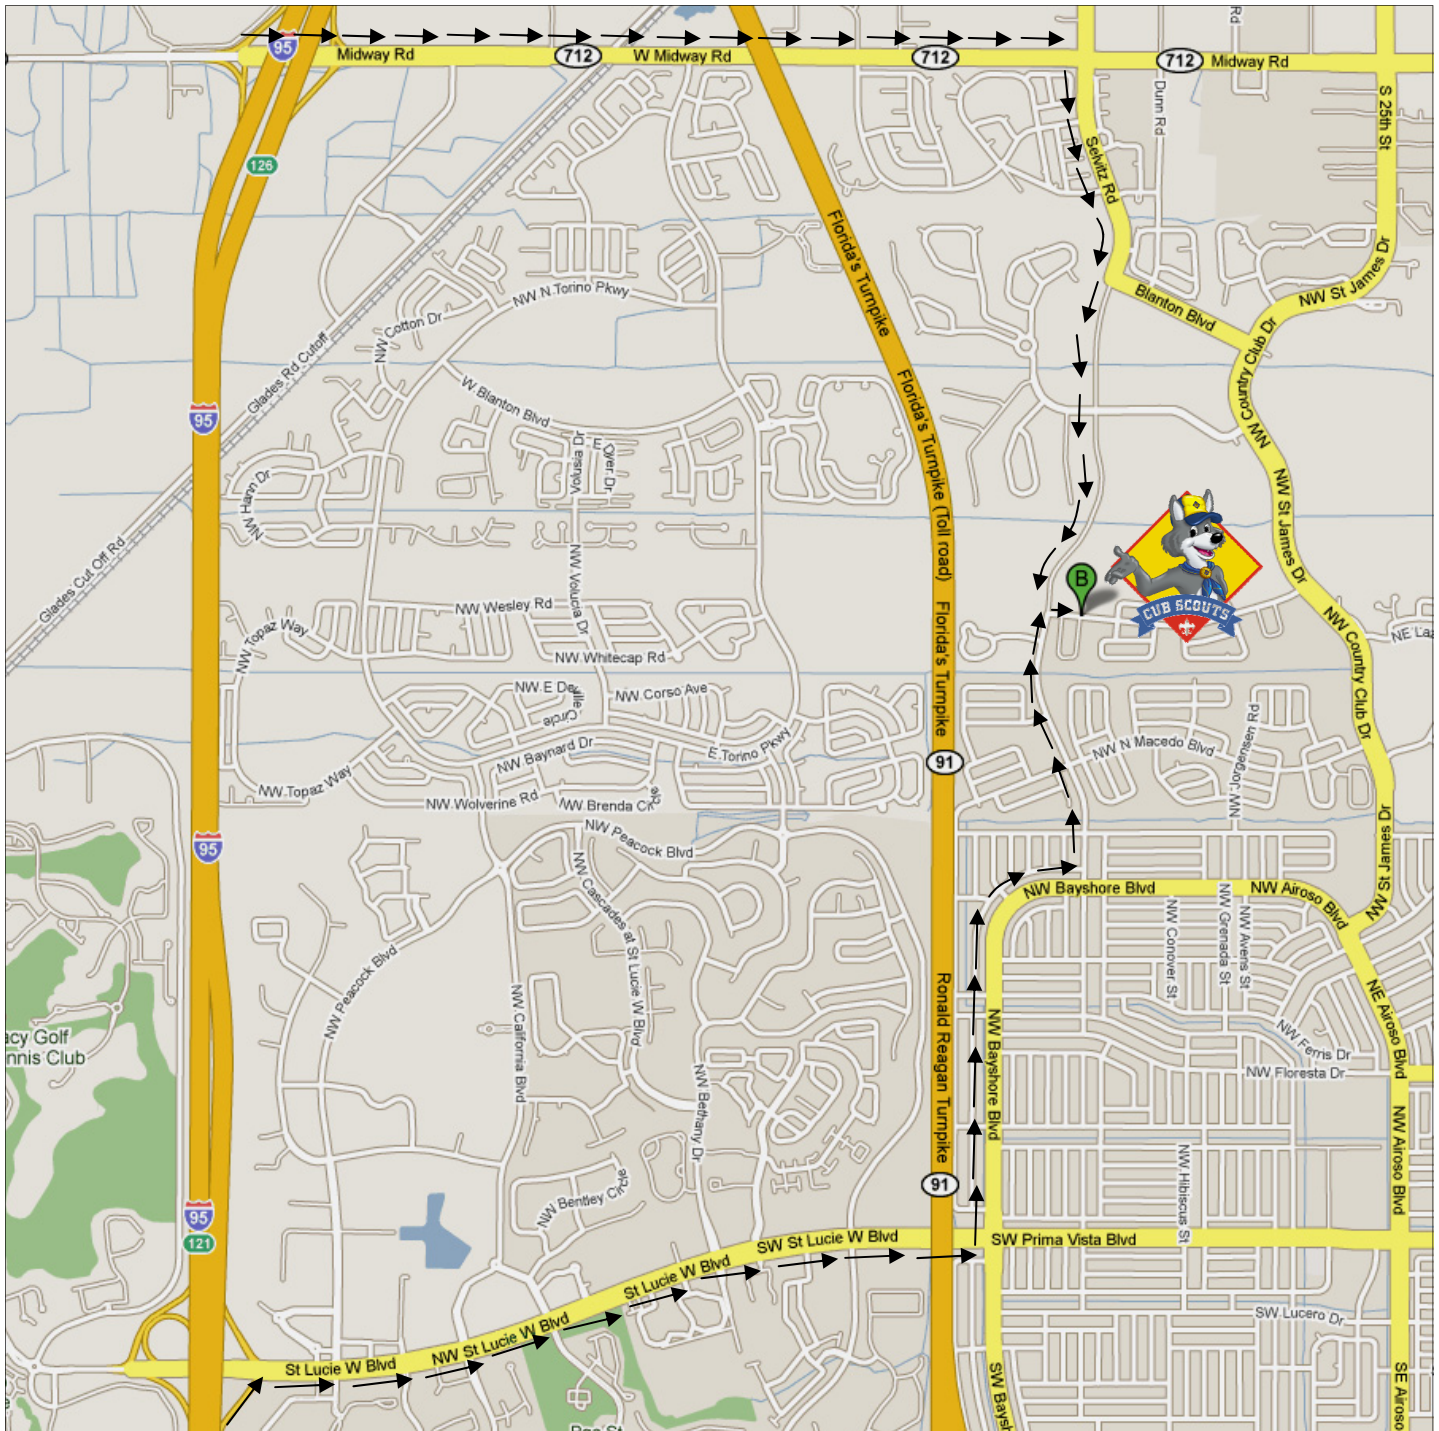 95
Midway Rd
712
W Midway Rd
712
712
Midway Rd
Rd
Dunn Rd
S 25th St
126
Selvitz Rd
Florida's Turnpike
NW N Torino Pkwy
NW Cotton Dr
Blanton Blvd
NW St James Dr
Glades Rd Cutoff
95
W Blanton Blvd
Florida's Turnpike (Toll road)
NW Country Club Dr
E Dyer Dr
Volusia Dr
NW Hann Dr
NW St James Dr
Glades Cut Off Rd
NW Volucia Dr
B
CUB SCOUTS
NW Wesley Rd
Florida's Turnpike
NW Topaz Way
NW Whitecap Rd
NW Country Club Dr
NE Laz
NW E Deville Circle
NW Corso Ave
NW Baynard Dr
E Torino Pkwy
91
NW N Macedo Blvd
NW Jorgensen Rd
NW Topaz Way
NW Wolverine Rd
NW Brenda Circle
NW Peacock Blvd
95
NW St James Dr
NW Cascades at St Lucie W Blvd
NW Bayshore Blvd
NW Airoso Blvd
NW Conover St
NW Grenada St
NW Avens St
NW Peacock Blvd
NW California Blvd
Ronald Reagan Turnpike
NW Bayshore Blvd
NE Airoso Blvd
acy Golf
nnis Club
NW Ferris Dr
NW Floresta Dr
NW Bethany Dr
NW Airoso Blvd
NW Hibiscus St
91
NW Bentley Circle
95
121
SW St Lucie W Blvd
SW Prima Vista Blvd
St Lucie W Blvd
SW Lucero Dr
NW St Lucie W Blvd
St Lucie W Blvd
SW Baysh
SE Airoso